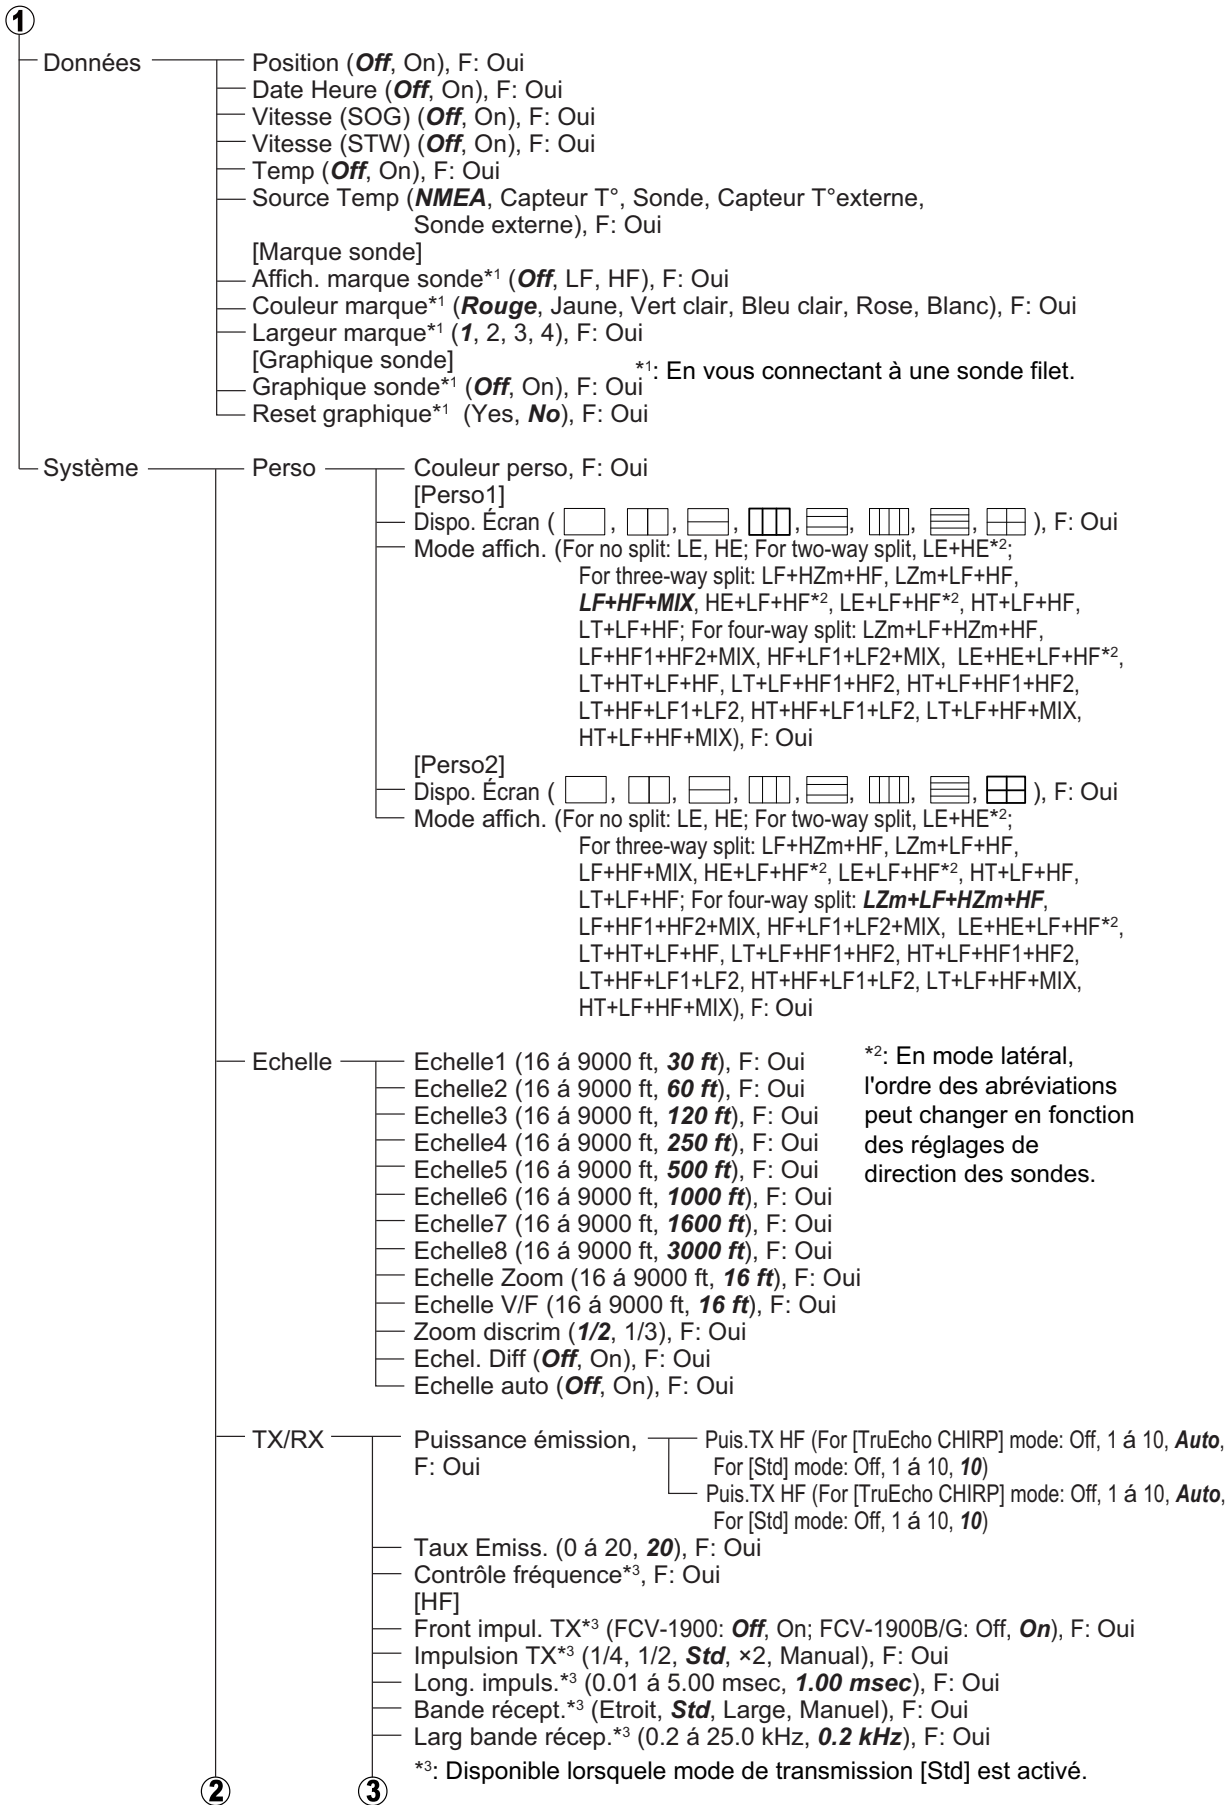 1
Données
Position (Off, On), F: Oui
Date Heure (Off, On), F: Oui
Vitesse (SOG) (Off, On), F: Oui
Vitesse (STW) (Off, On), F: Oui
Temp (Off, On), F: Oui
Source Temp (NMEA, Capteur T°, Sonde, Capteur T°externe,
Sonde externe), F: Oui
[Marque sonde]
Affich. marque sonde*1 (Off, LF, HF), F: Oui
Couleur marque*1 (Rouge, Jaune, Vert clair, Bleu clair, Rose, Blanc), F: Oui
Largeur marque*1 (1, 2, 3, 4), F: Oui
[Graphique sonde]
*1: En vous connectant à une sonde filet.
Graphique sonde*1 (Off, On), F: Oui
Reset graphique*1 (Yes, No), F: Oui
Système
Perso
Couleur perso, F: Oui
[Perso1]
Dispo. Écran ( , , , , , , , ), F: Oui
Mode affich. (For no split: LE, HE; For two-way split, LE+HE*2;
For three-way split: LF+HZm+HF, LZm+LF+HF,
LF+HF+MIX, HE+LF+HF*2, LE+LF+HF*2, HT+LF+HF,
LT+LF+HF; For four-way split: LZm+LF+HZm+HF,
LF+HF1+HF2+MIX, HF+LF1+LF2+MIX, LE+HE+LF+HF*2,
LT+HT+LF+HF, LT+LF+HF1+HF2, HT+LF+HF1+HF2,
LT+HF+LF1+LF2, HT+HF+LF1+LF2, LT+LF+HF+MIX,
HT+LF+HF+MIX), F: Oui
[Perso2]
Dispo. Écran ( , , , , , , , ), F: Oui
Mode affich. (For no split: LE, HE; For two-way split, LE+HE*2;
For three-way split: LF+HZm+HF, LZm+LF+HF,
LF+HF+MIX, HE+LF+HF*2, LE+LF+HF*2, HT+LF+HF,
LT+LF+HF; For four-way split: LZm+LF+HZm+HF,
LF+HF1+HF2+MIX, HF+LF1+LF2+MIX, LE+HE+LF+HF*2,
LT+HT+LF+HF, LT+LF+HF1+HF2, HT+LF+HF1+HF2,
LT+HF+LF1+LF2, HT+HF+LF1+LF2, LT+LF+HF+MIX,
HT+LF+HF+MIX), F: Oui
Echelle
Echelle1 (16 á 9000 ft, 30 ft), F: Oui
Echelle2 (16 á 9000 ft, 60 ft), F: Oui
Echelle3 (16 á 9000 ft, 120 ft), F: Oui
Echelle4 (16 á 9000 ft, 250 ft), F: Oui
Echelle5 (16 á 9000 ft, 500 ft), F: Oui
Echelle6 (16 á 9000 ft, 1000 ft), F: Oui
Echelle7 (16 á 9000 ft, 1600 ft), F: Oui
Echelle8 (16 á 9000 ft, 3000 ft), F: Oui
Echelle Zoom (16 á 9000 ft, 16 ft), F: Oui
Echelle V/F (16 á 9000 ft, 16 ft), F: Oui
Zoom discrim (1/2, 1/3), F: Oui
Echel. Diff (Off, On), F: Oui
Echelle auto (Off, On), F: Oui
*2: En mode latéral,
l'ordre des abréviations
peut changer en fonction
des réglages de
direction des sondes.
TX/RX
Puissance émission,
F: Oui
Puis.TX HF (For [TruEcho CHIRP] mode: Off, 1 á 10, Auto,
For [Std] mode: Off, 1 á 10, 10)
Puis.TX HF (For [TruEcho CHIRP] mode: Off, 1 á 10, Auto,
For [Std] mode: Off, 1 á 10, 10)
Taux Emiss. (0 á 20, 20), F: Oui
Contrôle fréquence*3, F: Oui
[HF]
Front impul. TX*3 (FCV-1900: Off, On; FCV-1900B/G: Off, On), F: Oui
Impulsion TX*3 (1/4, 1/2, Std, ×2, Manual), F: Oui
Long. impuls.*3 (0.01 á 5.00 msec, 1.00 msec), F: Oui
Bande récept.*3 (Etroit, Std, Large, Manuel), F: Oui
Larg bande récep.*3 (0.2 á 25.0 kHz, 0.2 kHz), F: Oui
*3: Disponible lorsquele mode de transmission [Std] est activé.
2
3